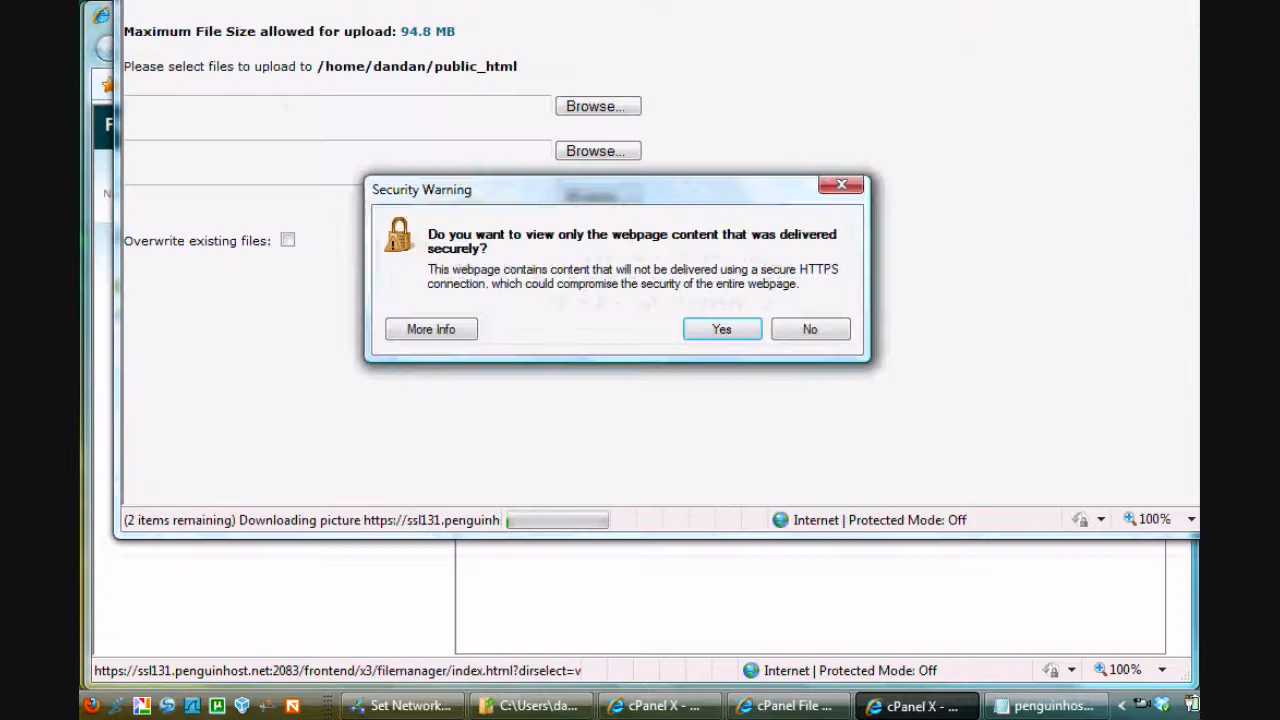 Maximum File Size allowed for upload: 94.8 MB
Please select files to upload to /home/dandan/public_html
Browse...
Browse...
F
N
Security Warning
Do you want to view only the webpage content that was delivered
securely?
This webpage contains content that will not be delivered using a secure HTTPS
connection, which could compromise the security of the entire webpage.
More Info
Yes
No
Overwrite existing files:
(2 items remaining) Downloading picture https://ssl131.penguinh
Internet | Protected Mode: Off
100%
https://ssl131.penguinhost.net:2083/frontend/x3/filemanager/index.html?dirselect=v
Internet | Protected Mode: Off
100%
Set Network...
C:\Users\da...
cPanel X - ...
cPanel File ...
cPanel X - ...
penguinhos...